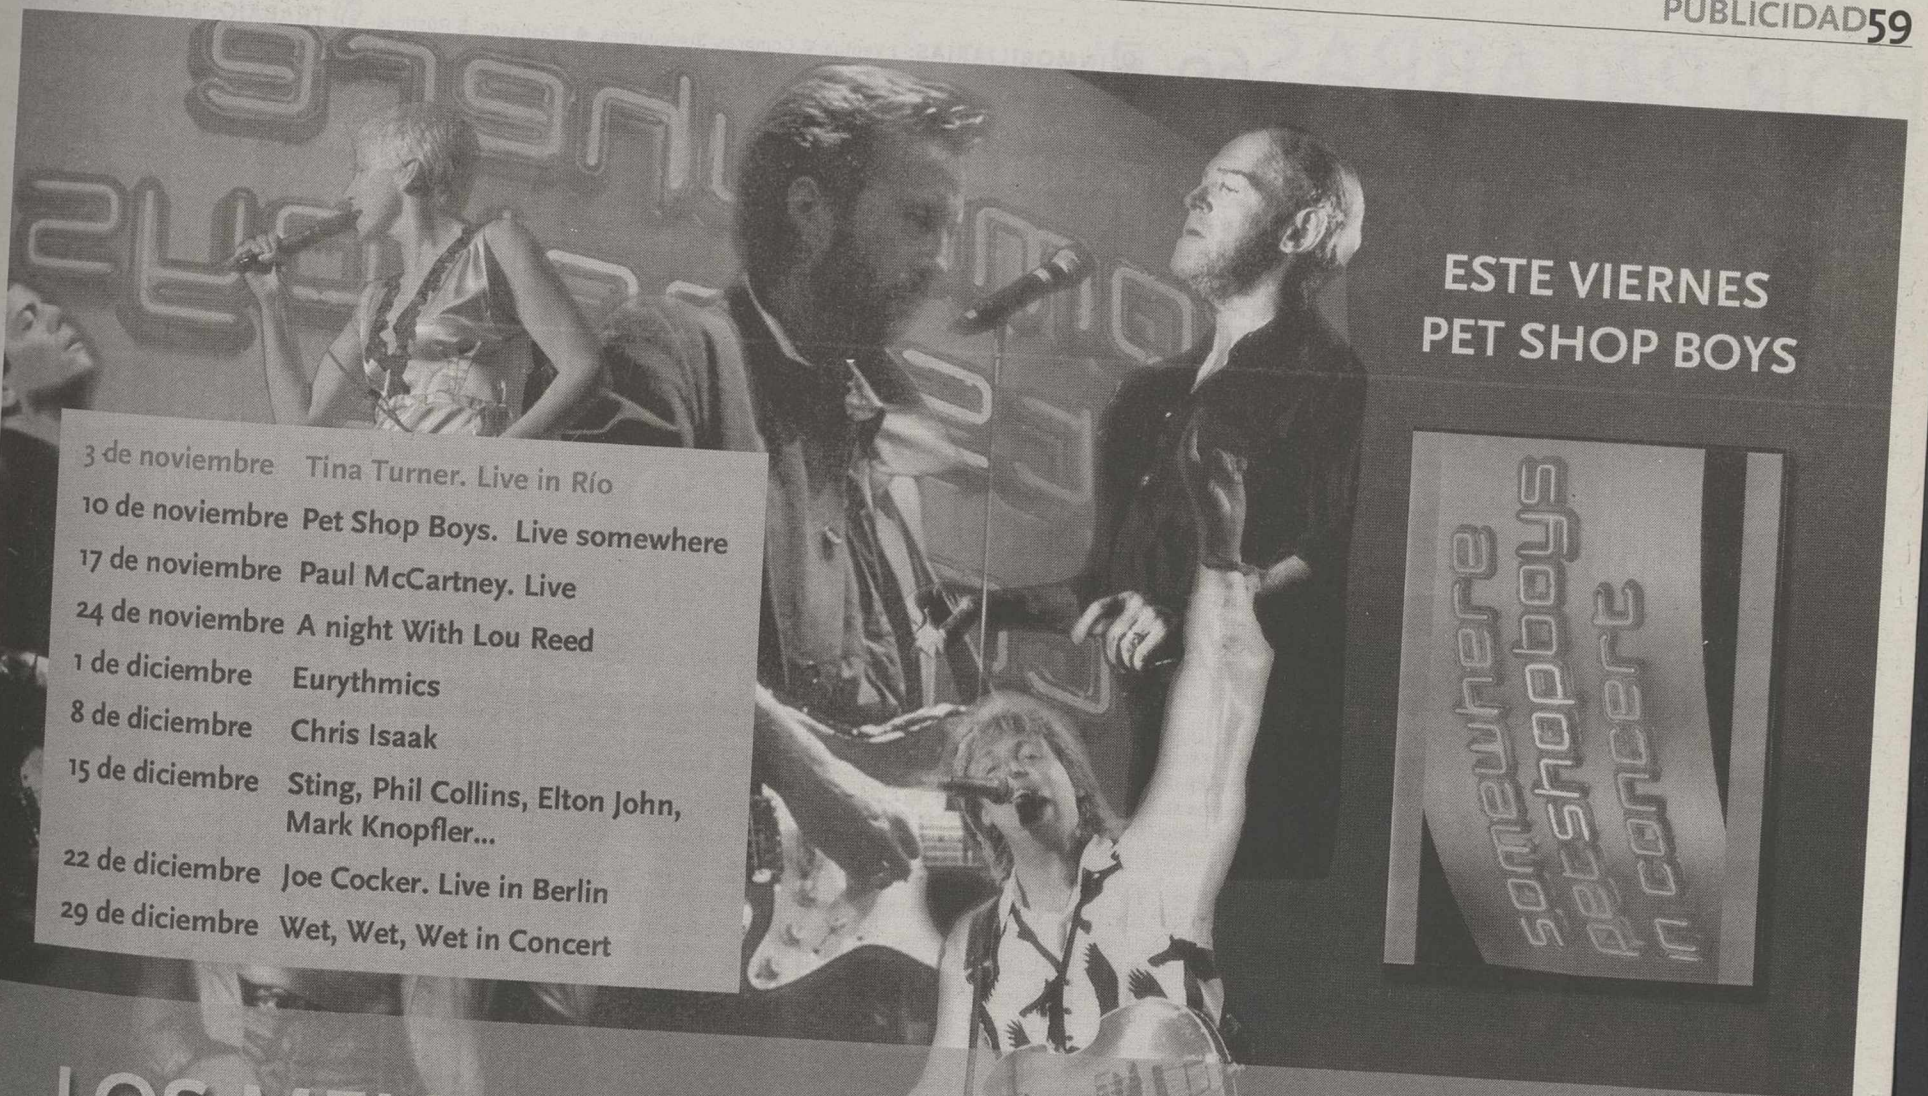 PUBLICIDAD 59
ESTE VIERNES
PET SHOP BOYS
3 de noviembre Tina Turner. Live in Río
10 de noviembre Pet Shop Boys. Live somewhere
17 de noviembre Paul McCartney. Live
24 de noviembre A night With Lou Reed
1 de diciembre Eurythmics
8 de diciembre Chris Isaak
15 de diciembre Sting, Phil Collins, Elton John,
Mark Knopfler...
22 de diciembre Joe Cocker. Live in Berlin
29 de diciembre Wet, Wet, Wet in Concert
somewhere
petshopboys
in concert
LOS